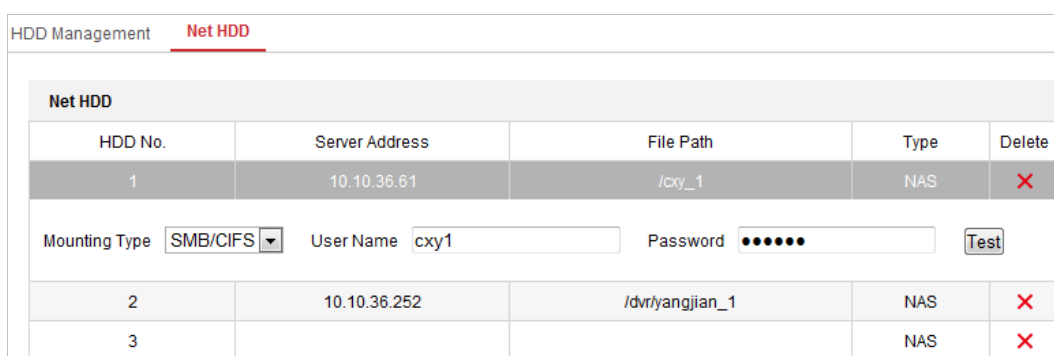 HDD Management Net HDD
Net HDD
HDD No. Server Address File Path Type Delete
1 10.10.36.61 /cxy_1 NAS
Mounting Type SMB/CIFS User Name cxy1 Password ●●●●●● Test
2 10.10.36.252 /dvr/yangjian_1 NAS
3 NAS